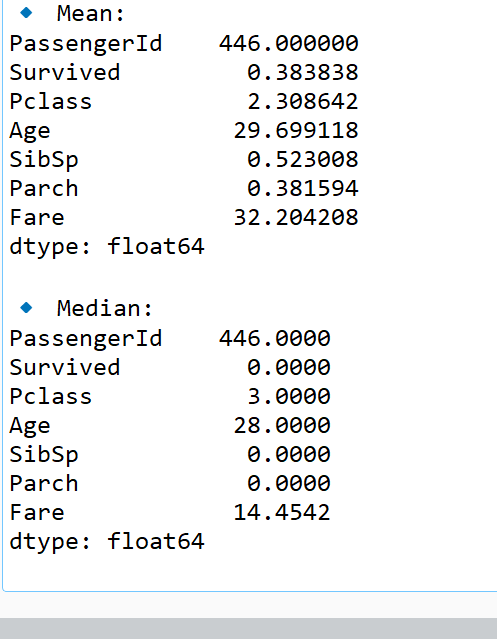 🔹 Mean:
PassengerId    446.000000
Survived         0.383838
Pclass           2.308642
Age             29.699118
SibSp            0.523008
Parch            0.381594
Fare            32.204208
dtype: float64
🔹 Median:
PassengerId    446.0000
Survived         0.0000
Pclass           3.0000
Age             28.0000
SibSp            0.0000
Parch            0.0000
Fare            14.4542
dtype: float64